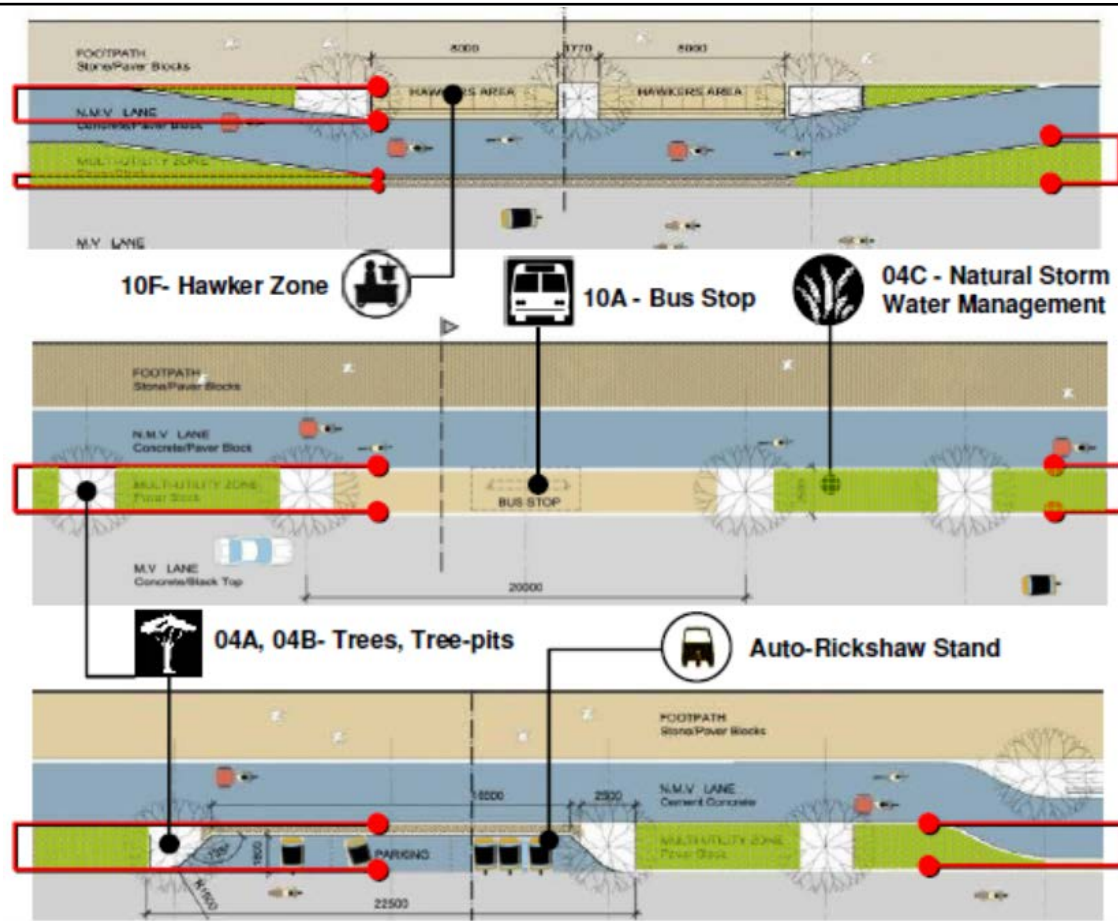 FOOTPATH
Stone/Paver Blocks
8000 1770 8000
HAWKERS AREA HAWKERS AREA
N.M.V LANE
Concrete/Paver Block
MULTI-UTILITY ZONE
Paver Block
M.V LANE
10F- Hawker Zone
10A - Bus Stop
04C - Natural Storm
Water Management
FOOTPATH
Stone/Paver Blocks
N.M.V LANE
Concrete/Paver Block
MULTI-UTILITY ZONE
Paver Block
BUS STOP
M.V LANE
Concrete/Black Top
20000
04A, 04B- Trees, Tree-pits
Auto-Rickshaw Stand
FOOTPATH
Stone/Paver Blocks
N.M.V LANE
Cement Concrete
2500
MULTI-UTILITY ZONE
Paver Block
PARKING
22500